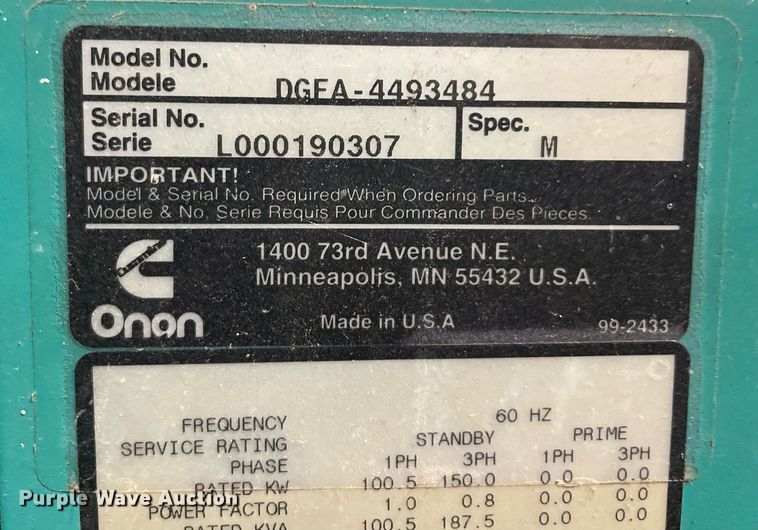 Model No.
Modele DGFA-4493484
Serial No. Spec.
Serie L000190307 M
IMPORTANT!
Model & Serial No. Required When Ordering Parts.
Modele & No. Serie Requis Pour Commander Des Pieces.
1400 73rd Avenue N.E.
Minneapolis, MN 55432 U.S.A.
Cummins
Onan Made in U.S.A 99-2433
FREQUENCY 60 HZ
SERVICE RATING STANDBY PRIME
PHASE 1PH 3PH 1PH 3PH
RATED KW 100.5 150.0 0.0 0.0
POWER FACTOR 1.0 0.8 0.0 0.0
RATED KVA 100.5 187.5 0.0 0.0
Purple Wave Auction